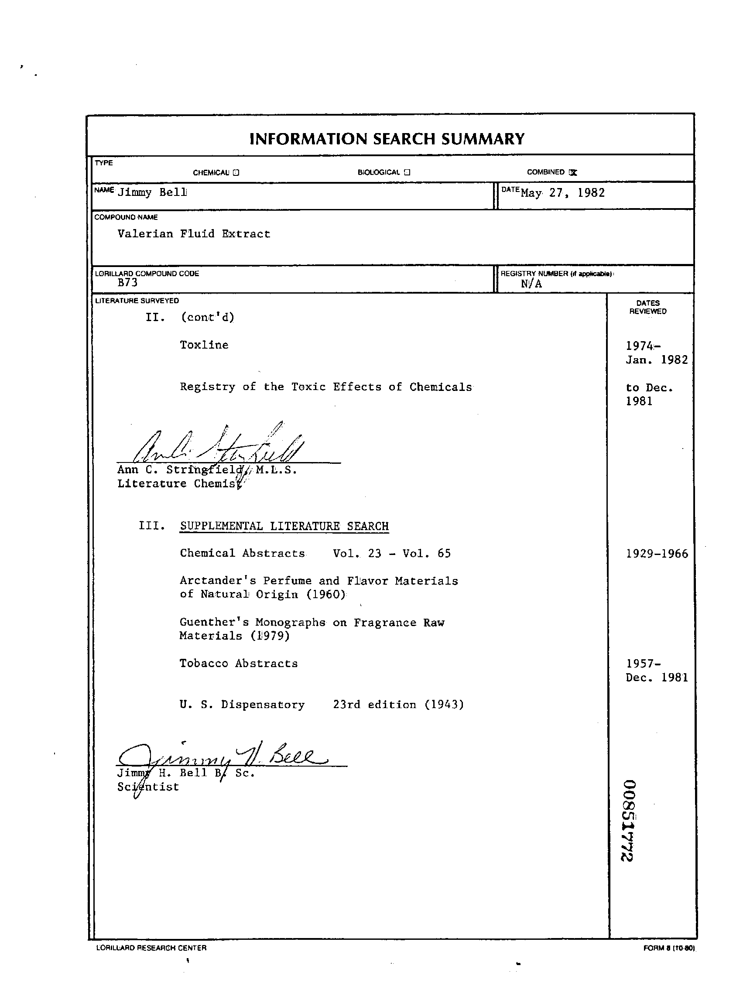 INFORMATION SEARCH SUMMARY
TYPE
CHEMICAL ☐ BIOLOGICAL ☐ COMBINED ☒
NAME Jimmy Bell DATE May 27, 1982
COMPOUND NAME
Valerian Fluid Extract
LORILLARD COMPOUND CODE REGISTRY NUMBER (if applicable)
B73 N/A
LITERATURE SURVEYED DATES
REVIEWED
II. (cont'd)
Toxline 1974-
Jan. 1982
Registry of the Toxic Effects of Chemicals to Dec.
1981
Ann C. Stringfield, M.L.S.
Literature Chemist
III. SUPPLEMENTAL LITERATURE SEARCH
Chemical Abstracts Vol. 23 - Vol. 65 1929-1966
Arctander's Perfume and Flavor Materials
of Natural Origin (1960)
Guenther's Monographs on Fragrance Raw
Materials (1979)
Tobacco Abstracts 1957-
Dec. 1981
U. S. Dispensatory 23rd edition (1943)
Jimmy H. Bell
Jimmy H. Bell B. Sc.
Scientist
00851772
LORILLARD RESEARCH CENTER FORM 8 (10-80)